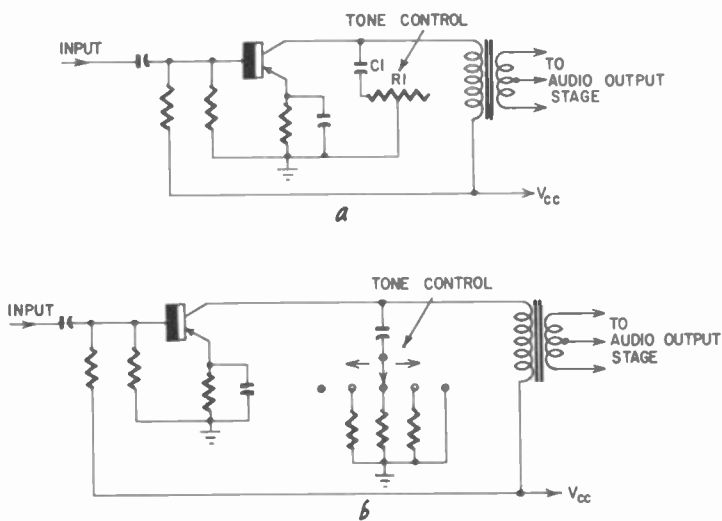 TONE CONTROL
INPUT
C1
R1
TO
AUDIO OUTPUT
STAGE
VCC
a
TONE CONTROL
INPUT
TO
AUDIO OUTPUT
STAGE
VCC
b